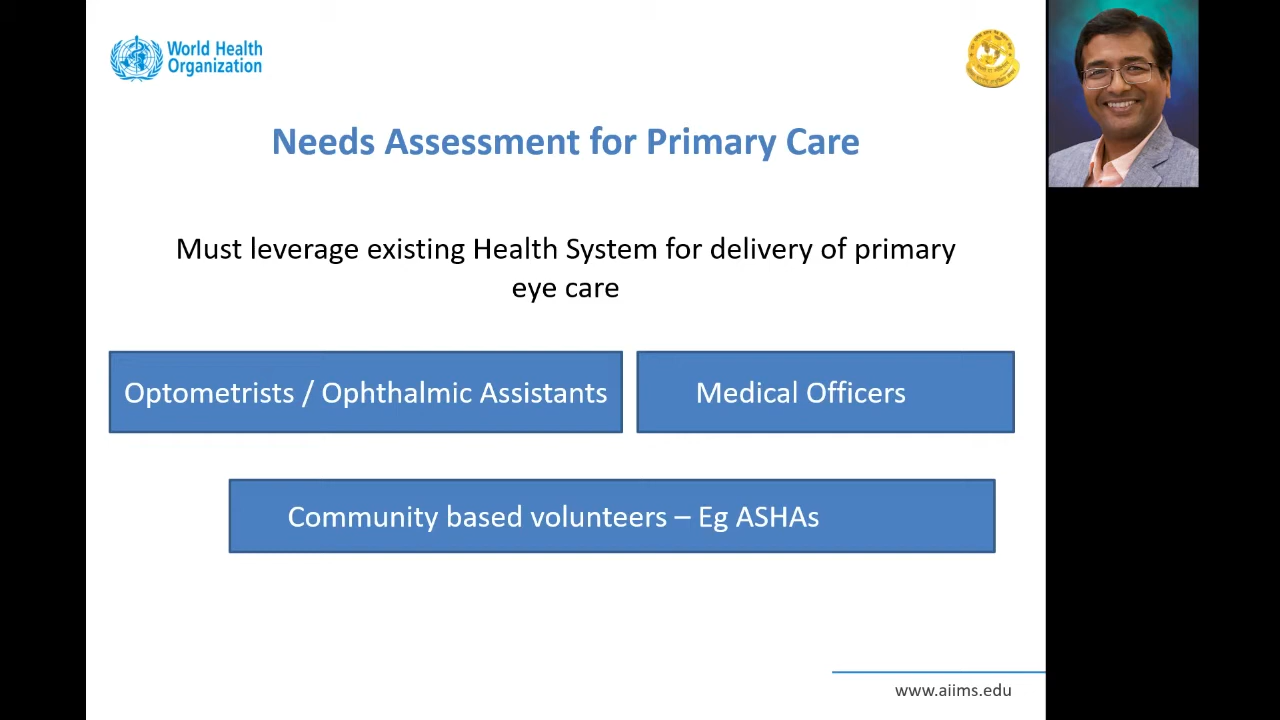 World Health
Organization
Needs Assessment for Primary Care
Must leverage existing Health System for delivery of primary
eye care
Optometrists / Ophthalmic Assistants
Medical Officers
Community based volunteers – Eg ASHAs
www.aiims.edu